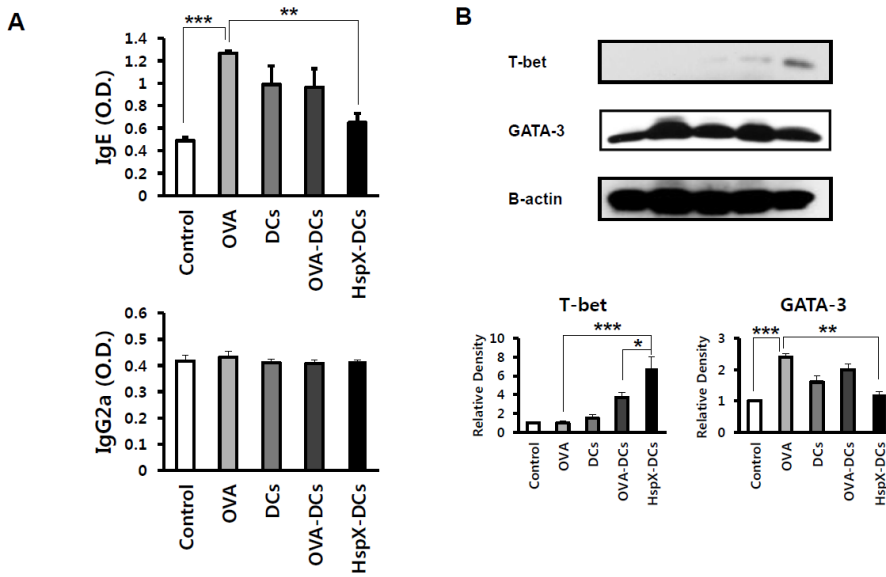 A
*** **
IgE (O.D.)
1.4
1.2
1
0.8
0.6
0.4
0.2
0
Control
OVA
DCs
OVA-DCs
HspX-DCs
IgG2a (O.D.)
0.6
0.5
0.4
0.3
0.2
0.1
0
Control
OVA
DCs
OVA-DCs
HspX-DCs
B
T-bet
GATA-3
B-actin
T-bet
***
*
Relative Density
10
8
6
4
2
0
Control
OVA
DCs
OVA-DCs
HspX-DCs
GATA-3
*** **
Relative Density
3
2
1
0
Control
OVA
DCs
OVA-DCs
HspX-DCs